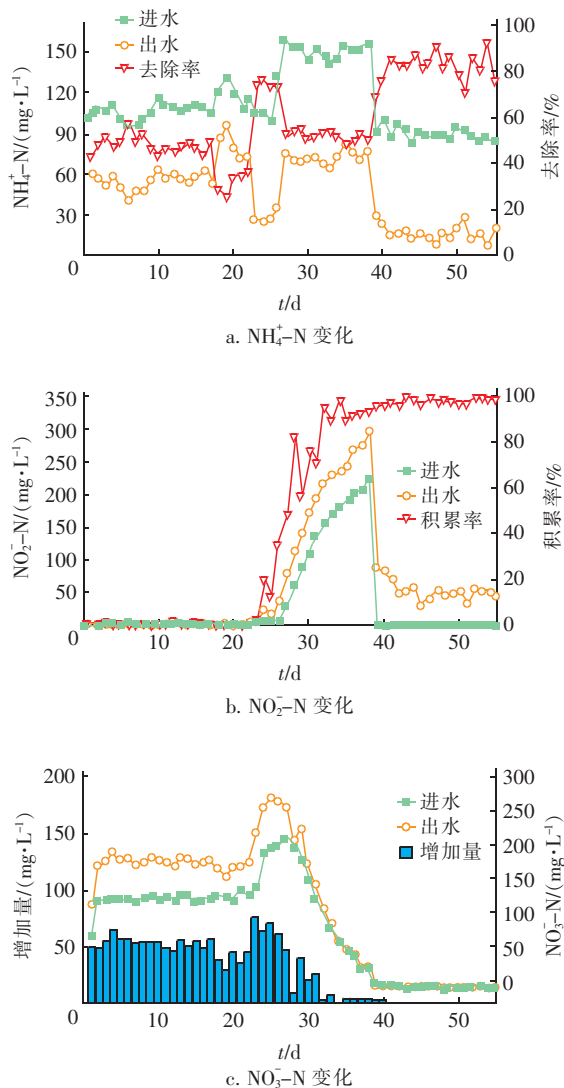 进水
出水
去除率
NH₄⁺-N/(mg·L⁻¹)
150
120
90
60
30
0
100
80
60
40
20
0
去除率/%
10 20 30 40 50
t/d
a. NH₄⁺-N 变化
进水
出水
积累率
NO₂⁻-N/(mg·L⁻¹)
350
300
250
200
150
100
50
0
100
80
60
40
20
0
积累率/%
10 20 30 40 50
t/d
b. NO₂⁻-N 变化
进水
出水
增加量
增加量/(mg·L⁻¹)
200
150
100
50
0
300
200
150
100
50
0
NO₃⁻-N/(mg·L⁻¹)
10 20 30 40 50
t/d
c. NO₃⁻-N 变化